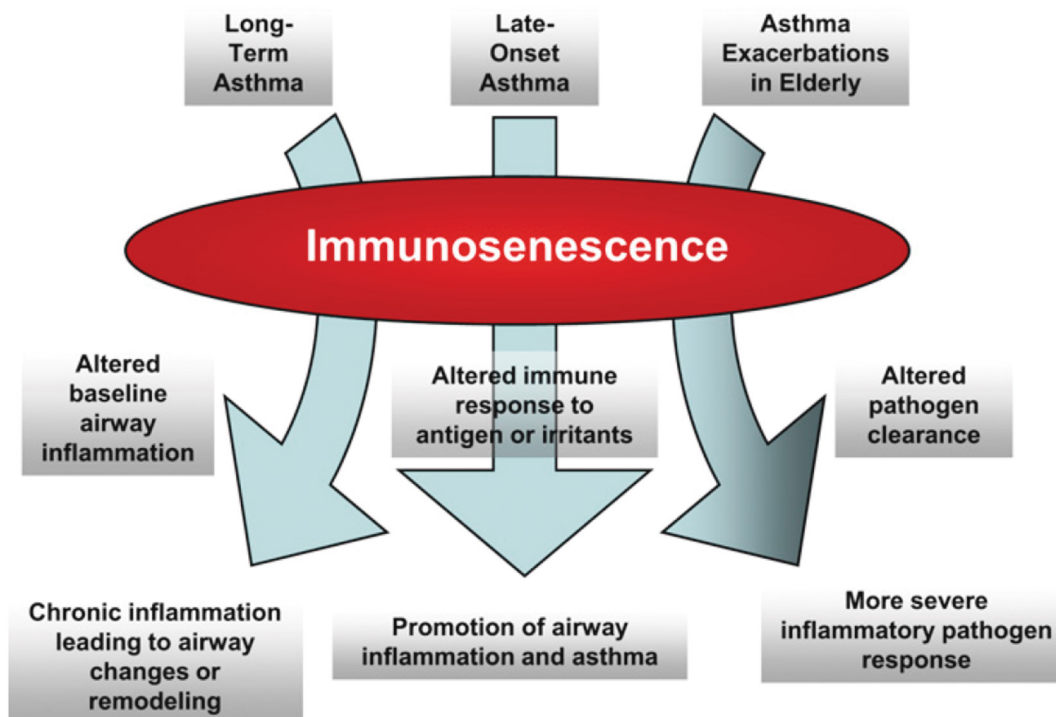 Long-
Term
Asthma
Late-
Onset
Asthma
Asthma
Exacerbations
in Elderly
Immunosenescence
Altered
baseline
airway
inflammation
Altered immune
response to
antigen or irritants
Altered
pathogen
clearance
Chronic inflammation
leading to airway
changes or
remodeling
Promotion of airway
inflammation and asthma
More severe
inflammatory pathogen
response